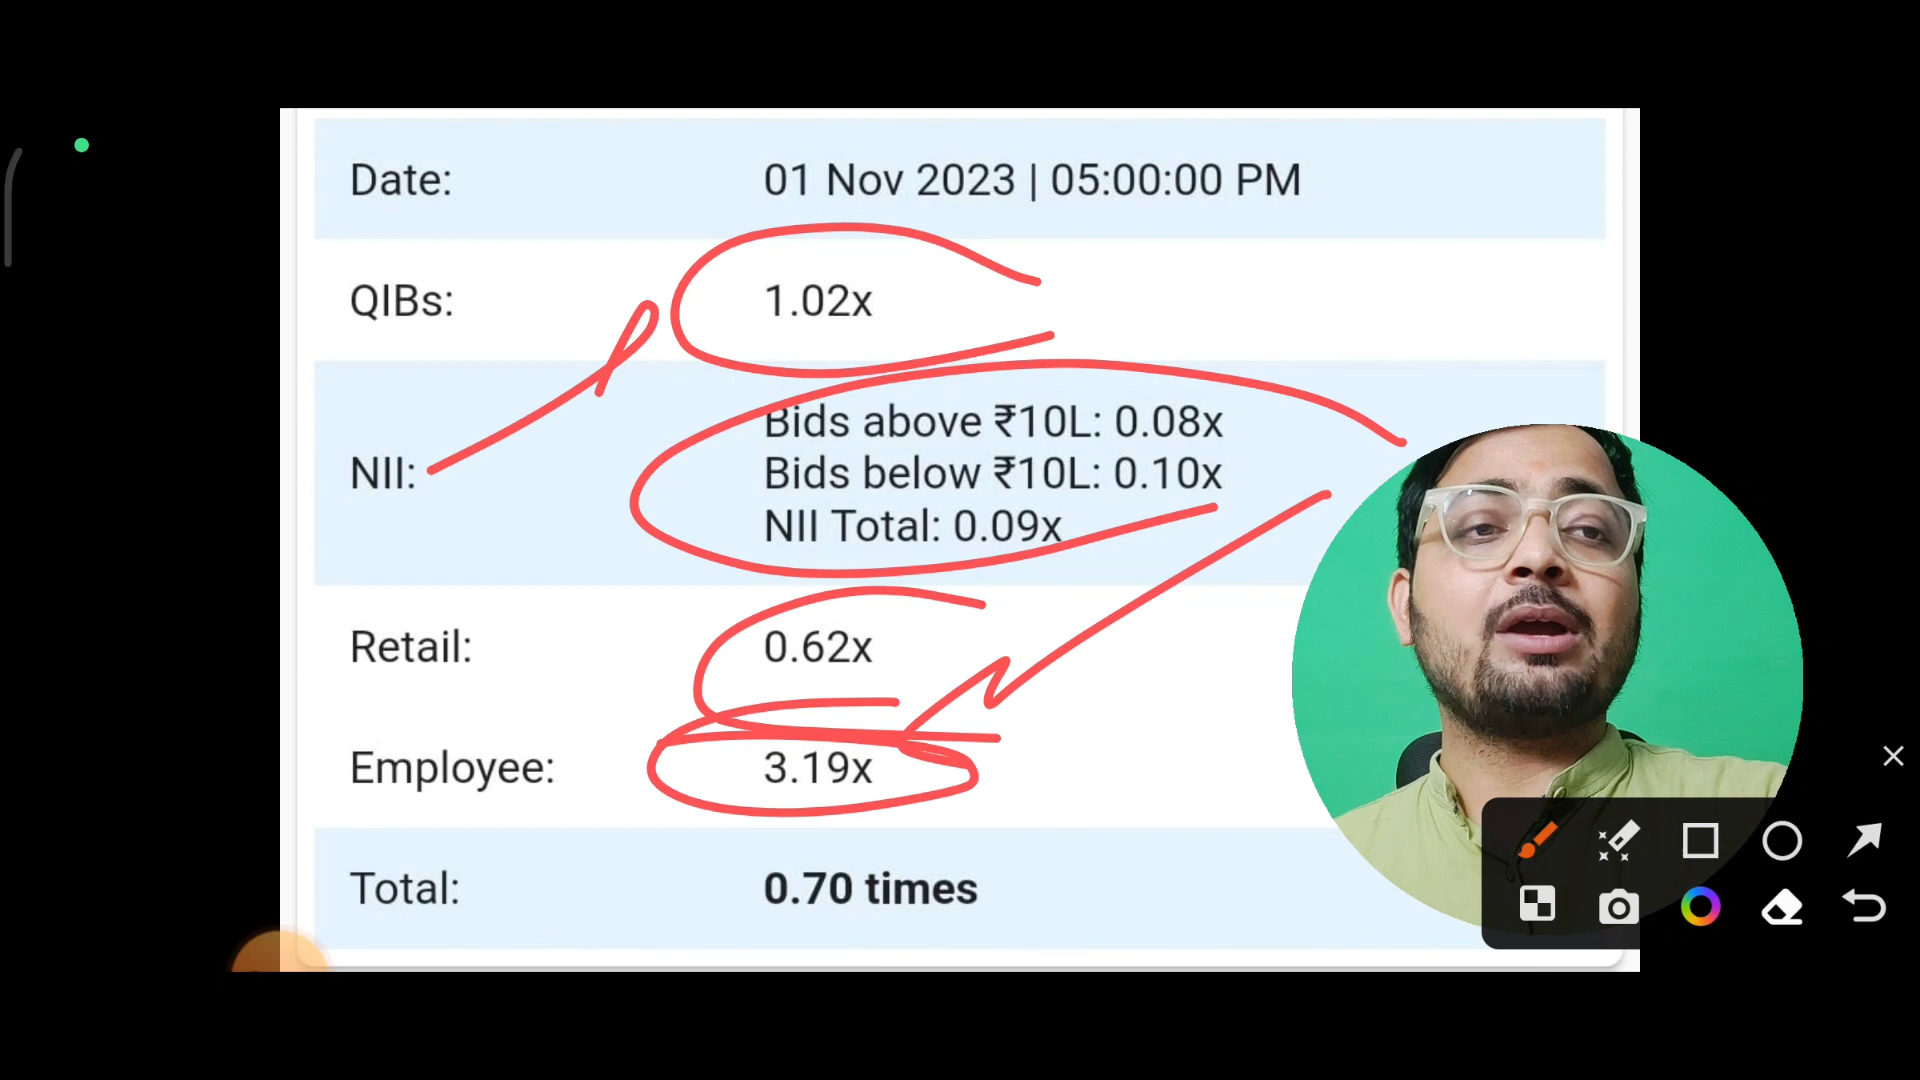 Date: 01 Nov 2023 | 05:00:00 PM
QIBs: 1.02x
Bids above ₹10L: 0.08x
NII: Bids below ₹10L: 0.10x
NII Total: 0.09x
Retail: 0.62x
Employee: 3.19x
Total: 0.70 times